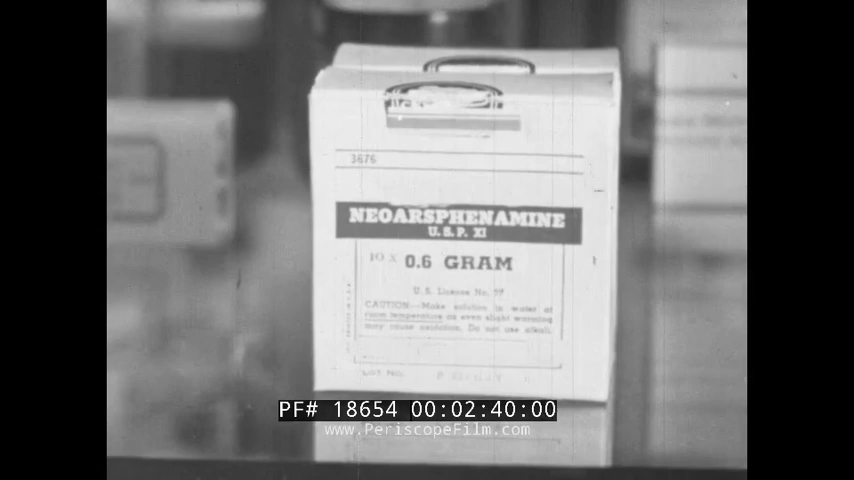 3676
NEOARSPHENAMINE
U.S.P. XI
10 X 0.6 GRAM
U. S. License No. 77
CAUTION—Make solution in water at
room temperature as even slight warming
may cause oxidation. Do not use alkali.
LOT NO.
PF# 18654 00:02:40:00
www.PeriscopeFilm.com